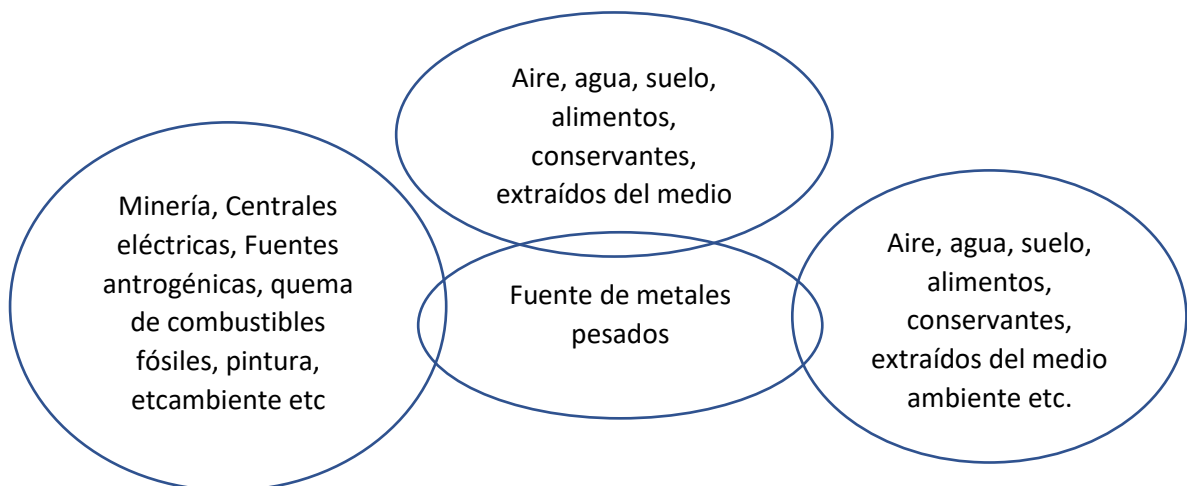 Aire, agua, suelo,
alimentos,
conservantes,
extraídos del medio
Minería, Centrales
eléctricas, Fuentes
antrogénicas, quema
de combustibles
fósiles, pintura,
etcambiente etc
Fuente de metales
pesados
Aire, agua, suelo,
alimentos,
conservantes,
extraídos del medio
ambiente etc.